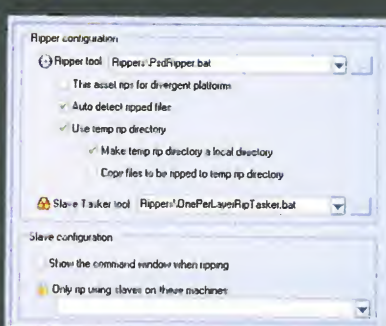 Ripper configuration
Ripper tool Rippers\PsdRipper.bat
This asset rips for divergent platforms
Auto detect ripped files
Use temp rip directory
Make temp rip directory a local directory
Copy files to be ripped to temp rip directory
Slave Tasker tool Rippers\OnePerLayerRipTasker.bat
Slave configuration
Show the command window when ripping
Only rip using slaves on these machines